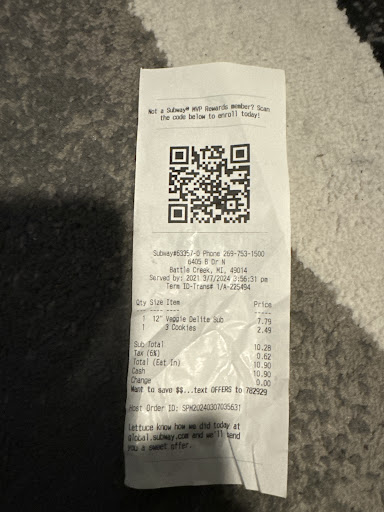 Not a Subway® MVP Rewards member? Scan
the code below to enroll today!
Subway#63357-0 Phone 269-753-1500
6405 B Dr N
Battle Creek, MI, 49014
Served by: 2021 3/7/2024 3:56:31 pm
Term ID-Trans# 1/A-225494
Qty Size Item Price
1 12" Veggie Delite Sub 7.79
1 3 Cookies 2.49
Sub Total 10.28
Tax (6%) 0.62
Total (Eat In) 10.90
Cash 10.90
Change 0.00
Want to save $$...text OFFERS to 782929
Host Order ID: SPM20240307035631
Lettuce know how we did today at
global.subway.com and we'll send
you a sweet offer.